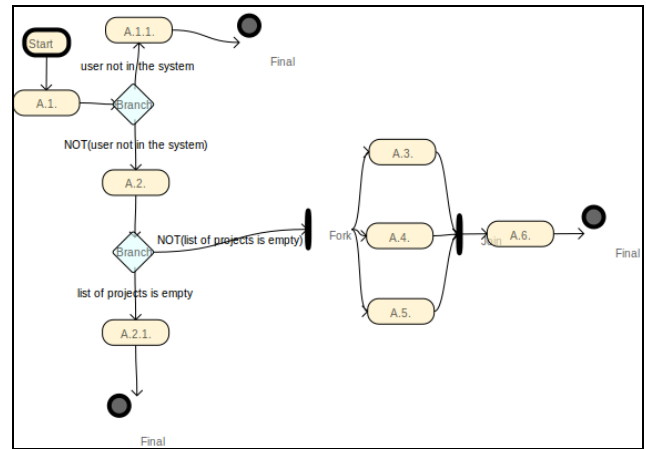 A.1.1.
Start
Final
user not in the system
A.1.
Branch
NOT(user not in the system)
A.3.
A.2.
Fork
A.4.
Join
A.6.
NOT(list of projects is empty)
Branch
Final
list of projects is empty
A.5.
A.2.1.
Final